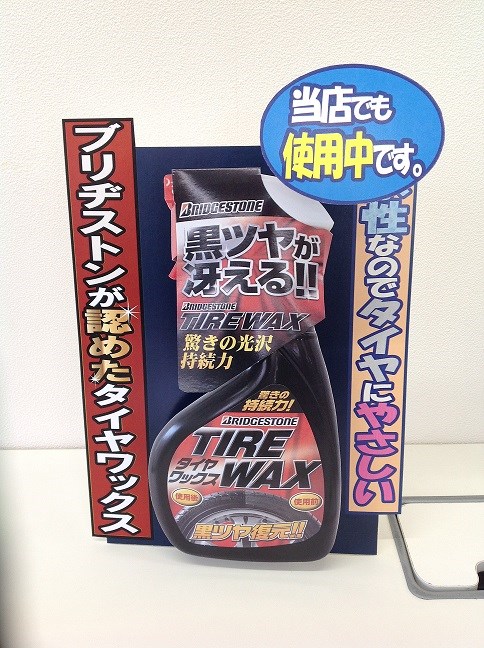 ブリヂストンが認めたタイヤワックス
当店でも
使用中です。
性なのでタイヤにやさしい
BRIDGESTONE
黒ツヤが
冴える!!
BRIDGESTONE
TIRE WAX
驚きの光沢
持続力
驚きの
持続力!
BRIDGESTONE
TIRE
タイヤ
ワックス
WAX
使用後
使用前
黒ツヤ復元!!